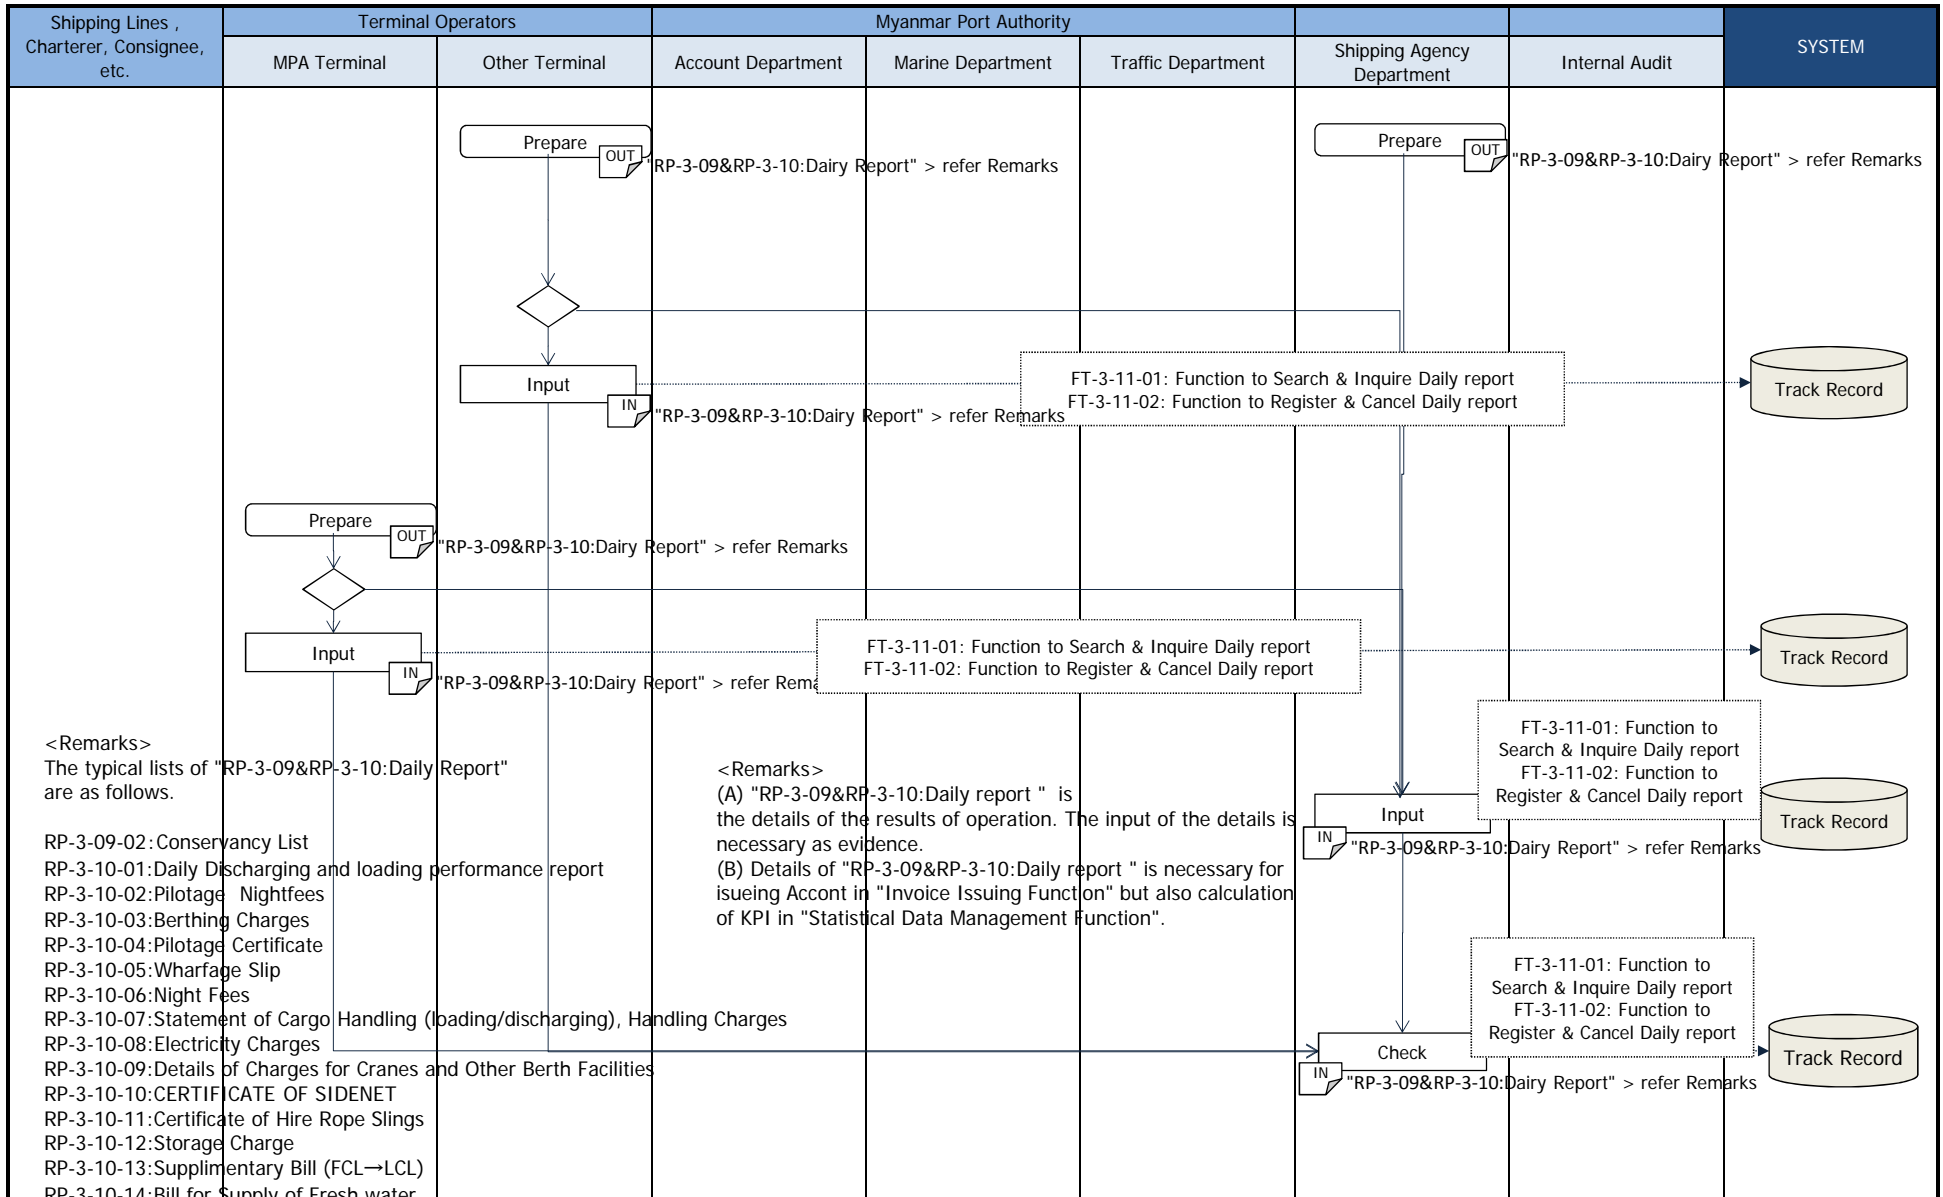 Shipping Lines ,
Charterer, Consignee,
etc.
Terminal Operators
Myanmar Port Authority
SYSTEM
MPA Terminal
Other Terminal
Account Department
Marine Department
Traffic Department
Shipping Agency
Department
Internal Audit
Prepare
OUT
"RP-3-09&RP-3-10:Dairy Report" > refer Remarks
Prepare
OUT
"RP-3-09&RP-3-10:Dairy Report" > refer Remarks
Input
IN
"RP-3-09&RP-3-10:Dairy Report" > refer Remarks
FT-3-11-01: Function to Search & Inquire Daily report
FT-3-11-02: Function to Register & Cancel Daily report
Track Record
Prepare
OUT
"RP-3-09&RP-3-10:Dairy Report" > refer Remarks
Input
IN
"RP-3-09&RP-3-10:Dairy Report" > refer
FT-3-11-01: Function to Search & Inquire Daily report
FT-3-11-02: Function to Register & Cancel Daily report
Track Record
<Remarks>
The typical lists of "RP-3-09&RP-3-10:Daily Report"
are as follows.
RP-3-09-02:Conservancy List
RP-3-10-01:Daily Discharging and loading performance report
RP-3-10-02:Pilotage Nightfees
RP-3-10-03:Berthing Charges
RP-3-10-04:Pilotage Certificate
RP-3-10-05:Wharfage Slip
RP-3-10-06:Night Fees
RP-3-10-07:Statement of Cargo Handling (loading/discharging), Handling Charges
RP-3-10-08:Electricity Charges
RP-3-10-09:Details of Charges for Cranes and Other Berth Facilities
RP-3-10-10:CERTIFICATE OF SIDENET
RP-3-10-11:Certificate of Hire Rope Slings
RP-3-10-12:Storage Charge
RP-3-10-13:Supplimentary Bill (FCL→LCL)
RP-3-10-14:Bill for Supply of Fresh water
<Remarks>
(A) "RP-3-09&RP-3-10:Daily report " is
the details of the results of operation. The input of the details is
necessary as evidence.
(B) Details of "RP-3-09&RP-3-10:Daily report " is necessary for
isueing Accont in "Invoice Issuing Function" but also calculation
of KPI in "Statistical Data Management Function".
FT-3-11-01: Function to
Search & Inquire Daily report
FT-3-11-02: Function to
Register & Cancel Daily report
Input
IN
"RP-3-09&RP-3-10:Dairy Report" > refer Remarks
Track Record
FT-3-11-01: Function to
Search & Inquire Daily report
FT-3-11-02: Function to
Register & Cancel Daily report
Check
IN
"RP-3-09&RP-3-10:Dairy Report" > refer Remarks
Track Record